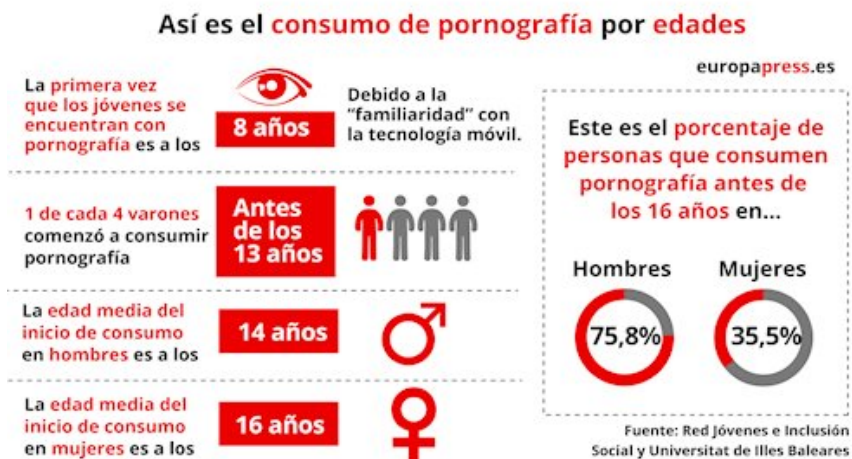 Así es el consumo de pornografía por edades
europapress.es
La primera vez
que los jóvenes se
encuentran con
pornografía es a los
8 años
Debido a la
“familiaridad” con
la tecnología móvil.
1 de cada 4 varones
comenzó a consumir
pornografía
Antes
de los
13 años
La edad media del
inicio de consumo
en hombres es a los
14 años
La edad media del
inicio de consumo
en mujeres es a los
16 años
Este es el porcentaje de
personas que consumen
pornografía antes de
los 16 años en...
Hombres
75,8%
Mujeres
35,5%
Fuente: Red Jóvenes e Inclusión
Social y Universitat de Illes Baleares